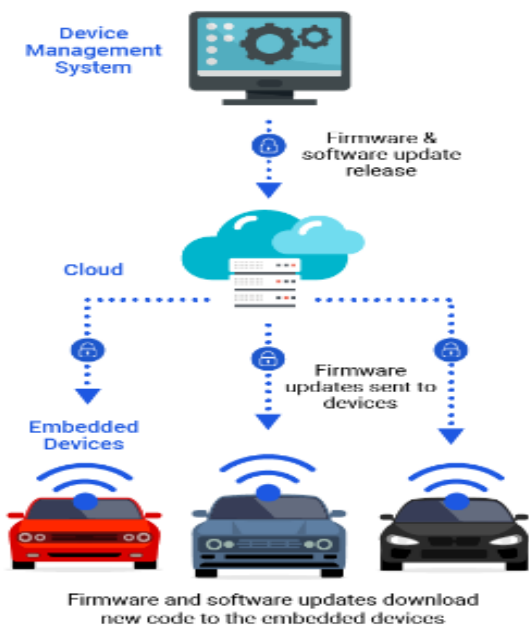 Device
Management
System
Firmware &
software update
release
Cloud
Firmware
updates sent to
devices
Embedded
Devices
Firmware and software updates download
new code to the embedded devices